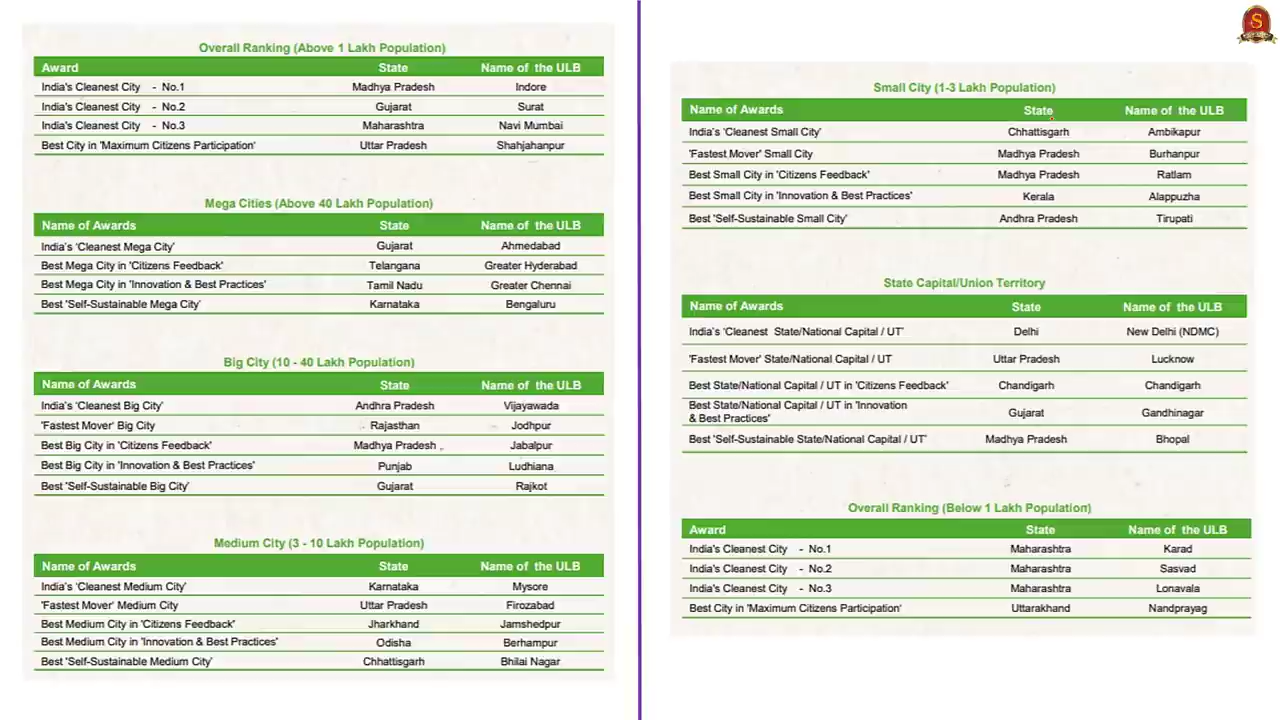 Overall Ranking (Above 1 Lakh Population)
Award State Name of the ULB
India's Cleanest City - No.1 Madhya Pradesh Indore
India's Cleanest City - No.2 Gujarat Surat
India's Cleanest City - No.3 Maharashtra Navi Mumbai
Best City in 'Maximum Citizens Participation' Uttar Pradesh Shahjahanpur
Mega Cities (Above 40 Lakh Population)
Name of Awards State Name of the ULB
India's 'Cleanest Mega City' Gujarat Ahmedabad
Best Mega City in 'Citizens Feedback' Telangana Greater Hyderabad
Best Mega City in 'Innovation & Best Practices' Tamil Nadu Greater Chennai
Best 'Self-Sustainable Mega City' Karnataka Bengaluru
Big City (10 - 40 Lakh Population)
Name of Awards State Name of the ULB
India's 'Cleanest Big City' Andhra Pradesh Vijayawada
'Fastest Mover' Big City Rajasthan Jodhpur
Best Big City in 'Citizens Feedback' Madhya Pradesh Jabalpur
Best Big City in 'Innovation & Best Practices' Punjab Ludhiana
Best 'Self-Sustainable Big City' Gujarat Rajkot
Medium City (3 - 10 Lakh Population)
Name of Awards State Name of the ULB
India's 'Cleanest Medium City' Karnataka Mysore
'Fastest Mover' Medium City Uttar Pradesh Firozabad
Best Medium City in 'Citizens Feedback' Jharkhand Jamshedpur
Best Medium City in 'Innovation & Best Practices' Odisha Berhampur
Best 'Self-Sustainable Medium City' Chhattisgarh Bhilai Nagar
S
Small City (1-3 Lakh Population)
Name of Awards State Name of the ULB
India's 'Cleanest Small City' Chhattisgarh Ambikapur
'Fastest Mover' Small City Madhya Pradesh Burhanpur
Best Small City in 'Citizens Feedback' Madhya Pradesh Ratlam
Best Small City in 'Innovation & Best Practices' Kerala Alappuzha
Best 'Self-Sustainable Small City' Andhra Pradesh Tirupati
State Capital/Union Territory
Name of Awards State Name of the ULB
India's 'Cleanest State/National Capital / UT' Delhi New Delhi (NDMC)
'Fastest Mover' State/National Capital / UT Uttar Pradesh Lucknow
Best State/National Capital / UT in 'Citizens Feedback' Chandigarh Chandigarh
Best State/National Capital / UT in 'Innovation
& Best Practices' Gujarat Gandhinagar
Best 'Self-Sustainable State/National Capital / UT' Madhya Pradesh Bhopal
Overall Ranking (Below 1 Lakh Population)
Award State Name of the ULB
India's Cleanest City - No.1 Maharashtra Karad
India's Cleanest City - No.2 Maharashtra Sasvad
India's Cleanest City - No.3 Maharashtra Lonavala
Best City in 'Maximum Citizens Participation' Uttarakhand Nandprayag